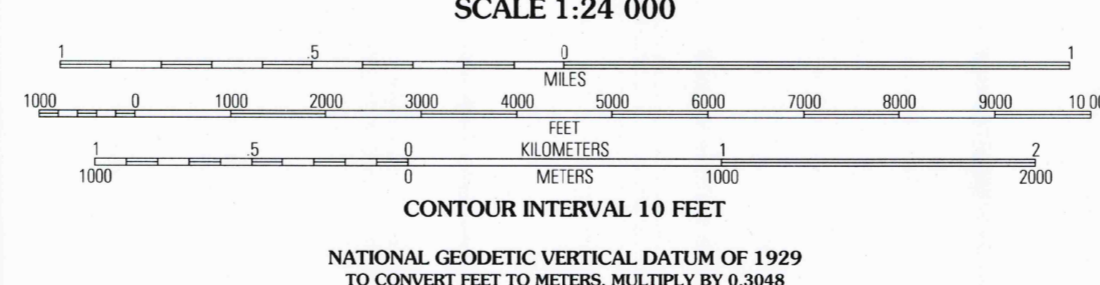 SCALE 1:24 000
1 .5 0 1
MILES
1000 0 1000 2000 3000 4000 5000 6000 7000 8000 9000 10 00
FEET
1 .5 0 KILOMETERS 1 2
1000 0 METERS 1000 2000
CONTOUR INTERVAL 10 FEET
NATIONAL GEODETIC VERTICAL DATUM OF 1929
TO CONVERT FEET TO METERS, MULTIPLY BY 0.3048